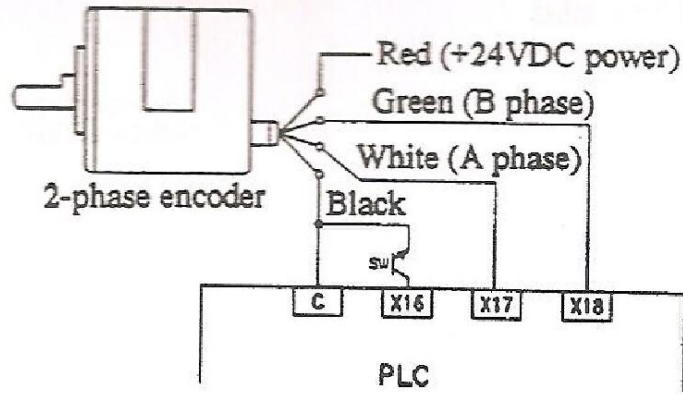 Red (+24VDC power)
Green (B phase)
White (A phase)
2-phase encoder
Black
SW
C X16 X17 X18
PLC